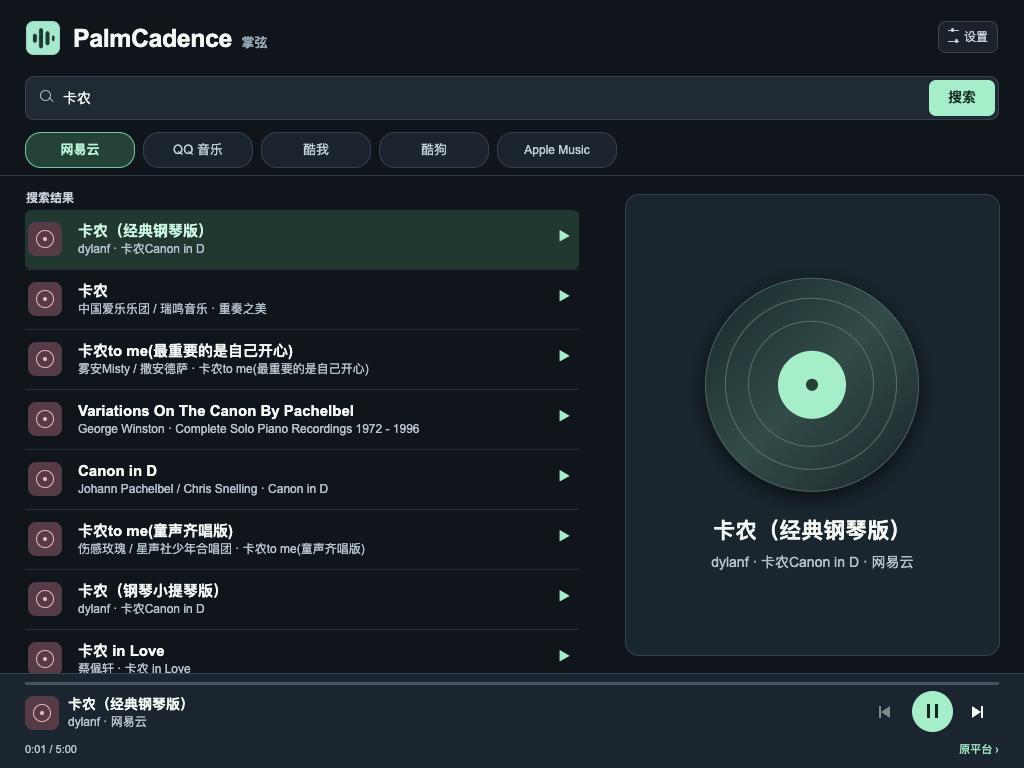 PalmCadence 掌弦
设置
卡农
搜索
网易云
QQ 音乐
酷我
酷狗
Apple Music
搜索结果
卡农（经典钢琴版）
dylanf · 卡农Canon in D
卡农
中国爱乐乐团 / 瑞鸣音乐 · 重奏之美
卡农to me(最重要的是自己开心)
雾安Misty / 撒安德萨 · 卡农to me(最重要的是自己开心)
Variations On The Canon By Pachelbel
George Winston · Complete Solo Piano Recordings 1972 - 1996
Canon in D
Johann Pachelbel / Chris Snelling · Canon in D
卡农to me(童声齐唱版)
伤感玫瑰 / 星声社少年合唱团 · 卡农to me(童声齐唱版)
卡农（钢琴小提琴版）
dylanf · 卡农Canon in D
卡农 in Love
蔡佩轩 · 卡农 in Love
卡农（经典钢琴版）
dylanf · 卡农Canon in D · 网易云
卡农（经典钢琴版）
dylanf · 网易云
0:01 / 5:00
原平台 ›